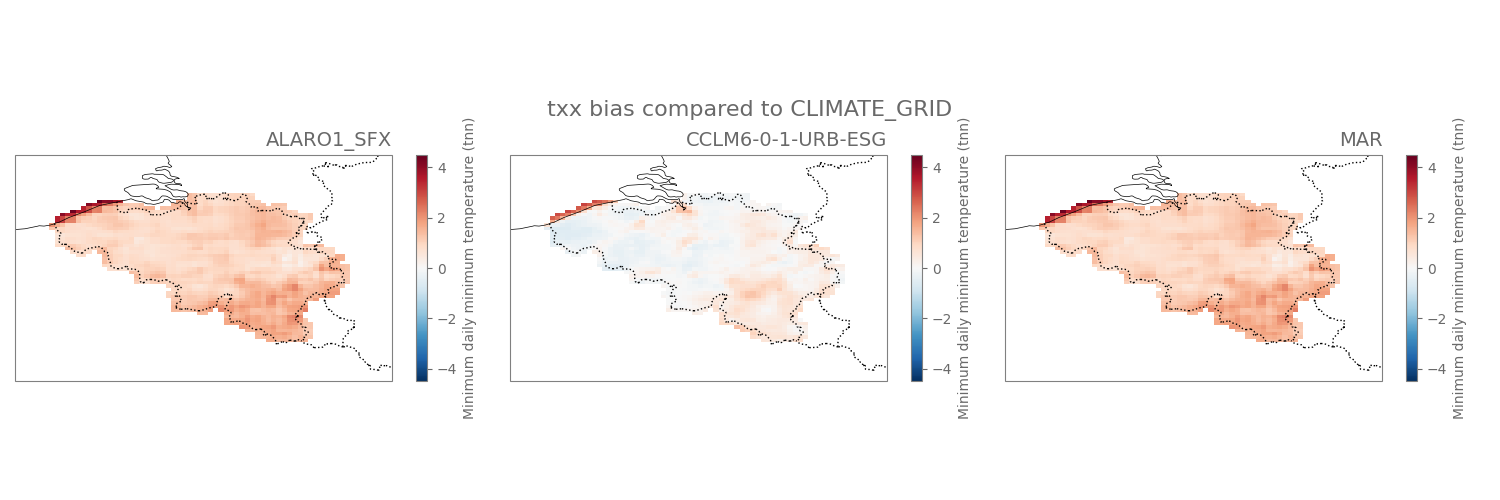 txx bias compared to CLIMATE_GRID
ALARO1_SFX
4
2
0
−2
−4
Minimum daily minimum temperature (tnn)
CCLM6-0-1-URB-ESG
4
2
0
−2
−4
Minimum daily minimum temperature (tnn)
MAR
4
2
0
−2
−4
Minimum daily minimum temperature (tnn)